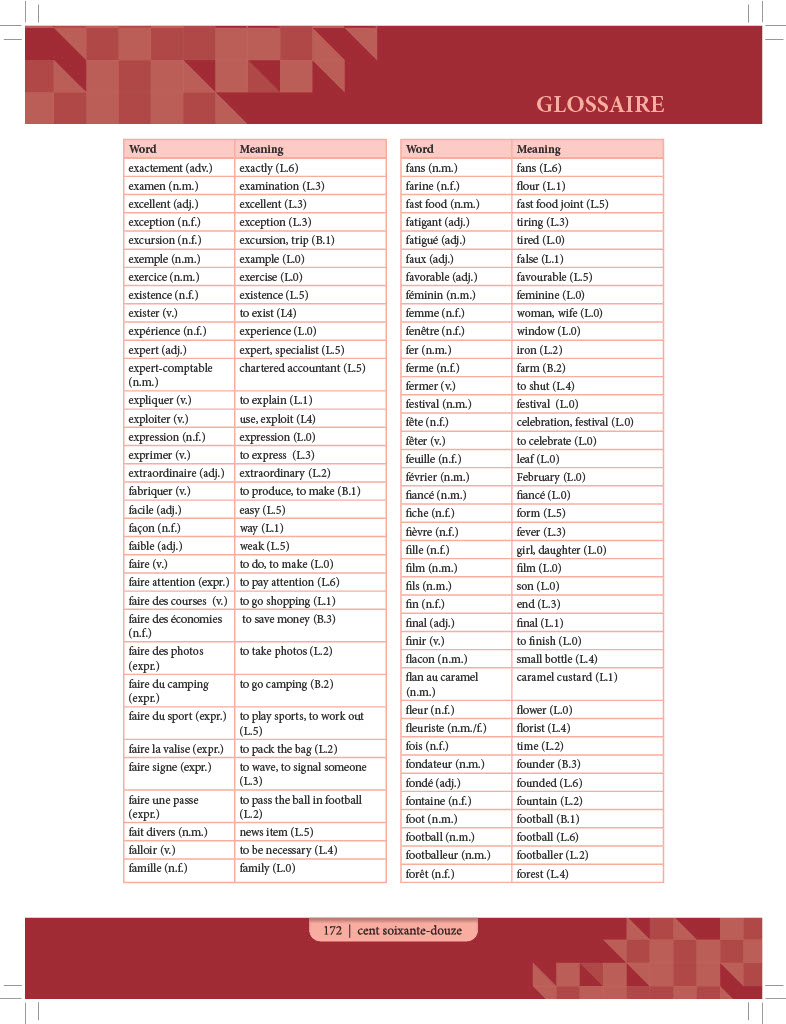 GLOSSAIRE
Word Meaning
exactement (adv.) exactly (L.6)
examen (n.m.) examination (L.3)
excellent (adj.) excellent (L.3)
exception (n.f.) exception (L.3)
excursion (n.f.) excursion, trip (B.1)
exemple (n.m.) example (L.0)
exercice (n.m.) exercise (L.0)
existence (n.f.) existence (L.5)
exister (v.) to exist (L4)
expérience (n.f.) experience (L.0)
expert (adj.) expert, specialist (L.5)
expert-comptable chartered accountant (L.5)
(n.m.)
expliquer (v.) to explain (L.1)
exploiter (v.) use, exploit (L4)
expression (n.f.) expression (L.0)
exprimer (v.) to express (L.3)
extraordinaire (adj.) extraordinary (L.2)
fabriquer (v.) to produce, to make (B.1)
facile (adj.) easy (L.5)
façon (n.f.) way (L.1)
faible (adj.) weak (L.5)
faire (v.) to do, to make (L.0)
faire attention (expr.) to pay attention (L.6)
faire des courses (v.) to go shopping (L.1)
faire des économies to save money (B.3)
(n.f.)
faire des photos to take photos (L.2)
(expr.)
faire du camping to go camping (B.2)
(expr.)
faire du sport (expr.) to play sports, to work out
(L.5)
faire la valise (expr.) to pack the bag (L.2)
faire signe (expr.) to wave, to signal someone
(L.3)
faire une passe to pass the ball in football
(expr.) (L.2)
fait divers (n.m.) news item (L.5)
falloir (v.) to be necessary (L.4)
famille (n.f.) family (L.0)
Word Meaning
fans (n.m.) fans (L.6)
farine (n.f.) flour (L.1)
fast food (n.m.) fast food joint (L.5)
fatigant (adj.) tiring (L.3)
fatigué (adj.) tired (L.0)
faux (adj.) false (L.1)
favorable (adj.) favourable (L.5)
féminin (n.m.) feminine (L.0)
femme (n.f.) woman, wife (L.0)
fenêtre (n.f.) window (L.0)
fer (n.m.) iron (L.2)
ferme (n.f.) farm (B.2)
fermer (v.) to shut (L.4)
festival (n.m.) festival (L.0)
fête (n.f.) celebration, festival (L.0)
fêter (v.) to celebrate (L.0)
feuille (n.f.) leaf (L.0)
février (n.m.) February (L.0)
fiancé (n.m.) fiancé (L.0)
fiche (n.f.) form (L.5)
fièvre (n.f.) fever (L.3)
fille (n.f.) girl, daughter (L.0)
film (n.m.) film (L.0)
fils (n.m.) son (L.0)
fin (n.f.) end (L.3)
final (adj.) final (L.1)
finir (v.) to finish (L.0)
flacon (n.m.) small bottle (L.4)
flan au caramel caramel custard (L.1)
(n.m.)
fleur (n.f.) flower (L.0)
fleuriste (n.m./f.) florist (L.4)
fois (n.f.) time (L.2)
fondateur (n.m.) founder (B.3)
fondé (adj.) founded (L.6)
fontaine (n.f.) fountain (L.2)
foot (n.m.) football (B.1)
football (n.m.) football (L.6)
footballeur (n.m.) footballer (L.2)
forêt (n.f.) forest (L.4)
172 | cent soixante-douze